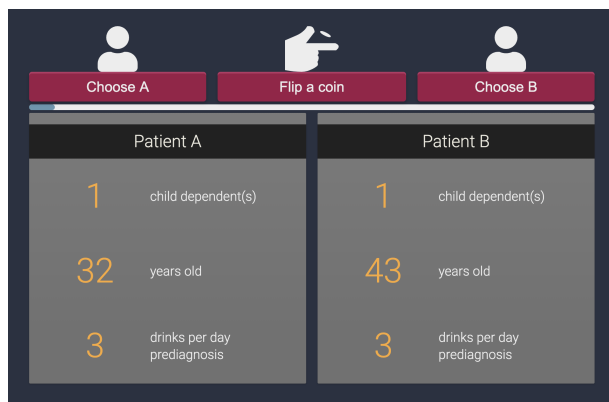 Choose A
Flip a coin
Choose B
Patient A
Patient B
1
child dependent(s)
1
child dependent(s)
32
years old
43
years old
3
drinks per day
prediagnosis
3
drinks per day
prediagnosis